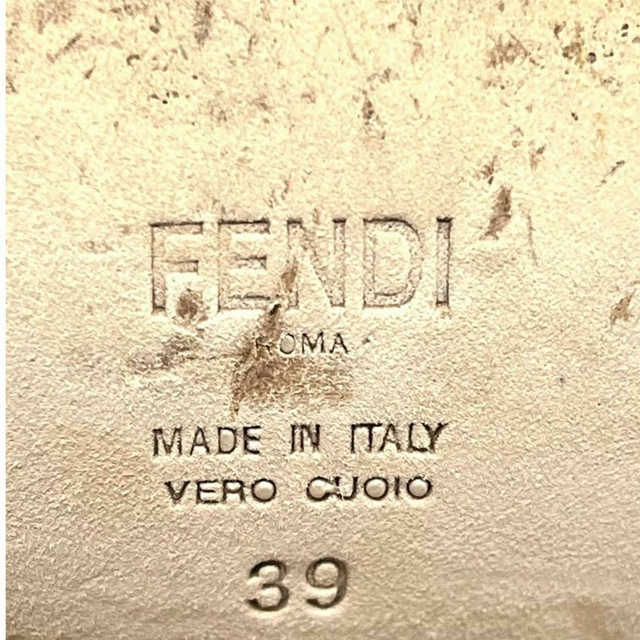 FENDI
ROMA
MADE IN ITALY
VERO CUOIO
39